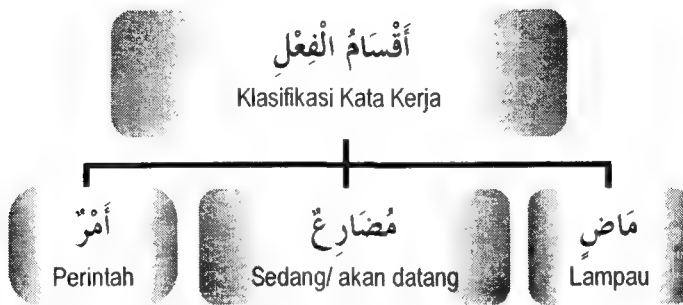 أَقْسَامُ الْفِعْلِ
Klasifikasi Kata Kerja
مَاضٍ
Lampau
مُضَارِعٌ
Sedang/ akan datang
أَمْرٌ
Perintah